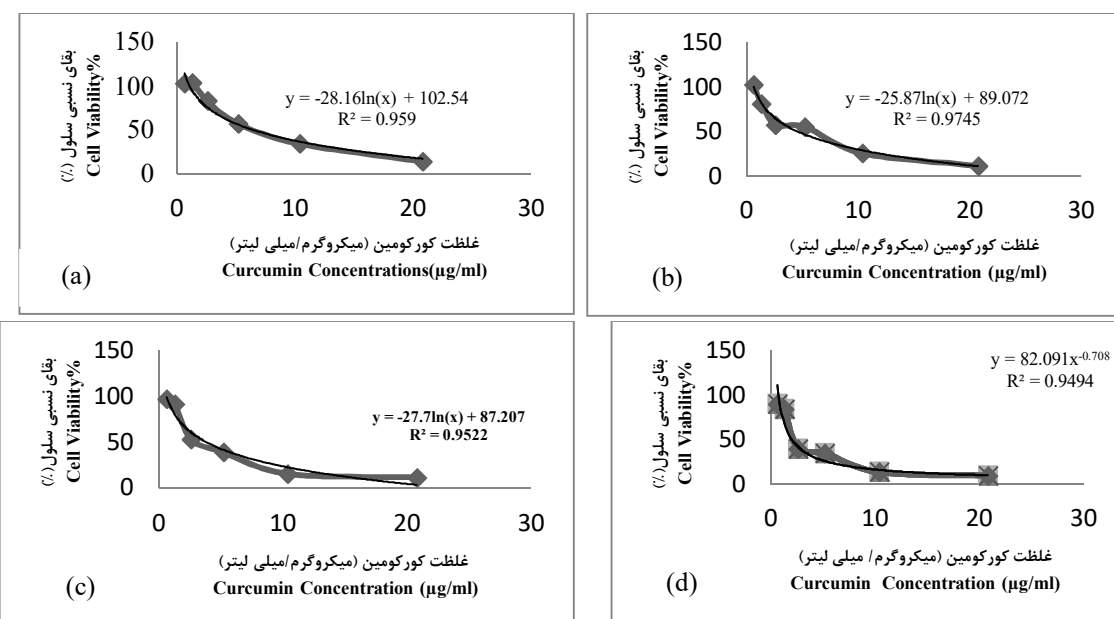 150
100
50
0
بقای نسبی سلول (٪)
Cell Viability%
y = -28.16ln(x) + 102.54
R² = 0.959
0 10 20 30
غلظت کورکومین (میکروگرم/میلی لیتر)
Curcumin Concentrations(µg/ml)
(a)
150
100
50
0
بقای نسبی سلول (٪)
Cell Viability%
y = -25.87ln(x) + 89.072
R² = 0.9745
0 10 20 30
غلظت کورکومین (میکروگرم/میلی لیتر)
Curcumin Concentration (µg/ml)
(b)
150
100
50
0
بقای نسبی سلول(٪)
Cell Viability%
y = -27.7ln(x) + 87.207
R² = 0.9522
0 10 20 30
غلظت کورکومین (میکروگرم/میلی لیتر)
Curcumin Concentration (µg/ml)
(c)
150
100
50
0
بقای نسبی سلول(٪)
Cell Viability%
y = 82.091x⁻⁰·⁷⁰⁸
R² = 0.9494
0 10 20 30
غلظت کورکومین (میکروگرم/ میلی لیتر)
Curcumin Concentration (µg/ml)
(d)